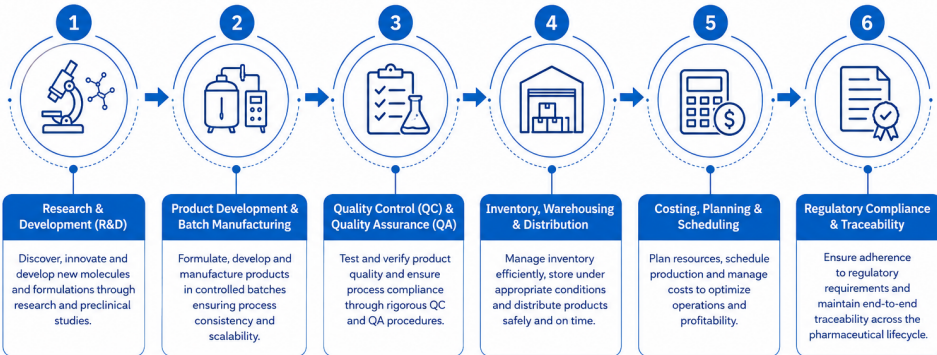 1
2
3
4
5
6
$
Research &
Development (R&D)
Discover, innovate and
develop new molecules
and formulations through
research and preclinical
studies.
Product Development &
Batch Manufacturing
Formulate, develop and
manufacture products
in controlled batches
ensuring process
consistency and
scalability.
Quality Control (QC) &
Quality Assurance (QA)
Test and verify product
quality and ensure
process compliance
through rigorous QC
and QA procedures.
Inventory, Warehousing
& Distribution
Manage inventory
efficiently, store under
appropriate conditions
and distribute products
safely and on time.
Costing, Planning &
Scheduling
Plan resources, schedule
production and manage
costs to optimize
operations and
profitability.
Regulatory Compliance
& Traceability
Ensure adherence
to regulatory
requirements and
maintain end-to-end
traceability across the
pharmaceutical lifecycle.